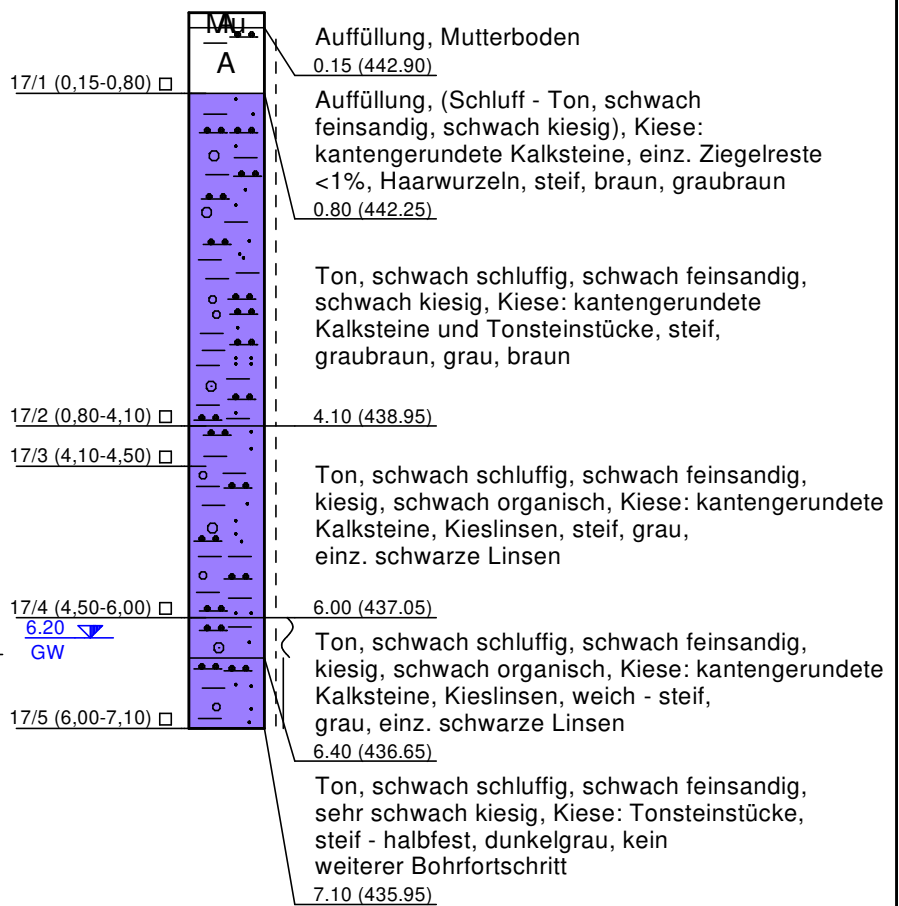 Mu
A
Auffüllung, Mutterboden
0.15 (442.90)
17/1 (0,15-0,80)
Auffüllung, (Schluff - Ton, schwach
feinsandig, schwach kiesig), Kiese:
kantengerundete Kalksteine, einz. Ziegelreste
<1%, Haarwurzeln, steif, braun, graubraun
0.80 (442.25)
Ton, schwach schluffig, schwach feinsandig,
schwach kiesig, Kiese: kantengerundete
Kalksteine und Tonsteinstücke, steif,
graubraun, grau, braun
17/2 (0,80-4,10)
4.10 (438.95)
17/3 (4,10-4,50)
Ton, schwach schluffig, schwach feinsandig,
kiesig, schwach organisch, Kiese: kantengerundete
Kalksteine, Kieslinsen, steif, grau,
einz. schwarze Linsen
17/4 (4,50-6,00)
6.00 (437.05)
6.20
GW
Ton, schwach schluffig, schwach feinsandig,
kiesig, schwach organisch, Kiese: kantengerundete
Kalksteine, Kieslinsen, weich - steif,
grau, einz. schwarze Linsen
17/5 (6,00-7,10)
6.40 (436.65)
Ton, schwach schluffig, schwach feinsandig,
sehr schwach kiesig, Kiese: Tonsteinstücke,
steif - halbfest, dunkelgrau, kein
weiterer Bohrfortschritt
7.10 (435.95)